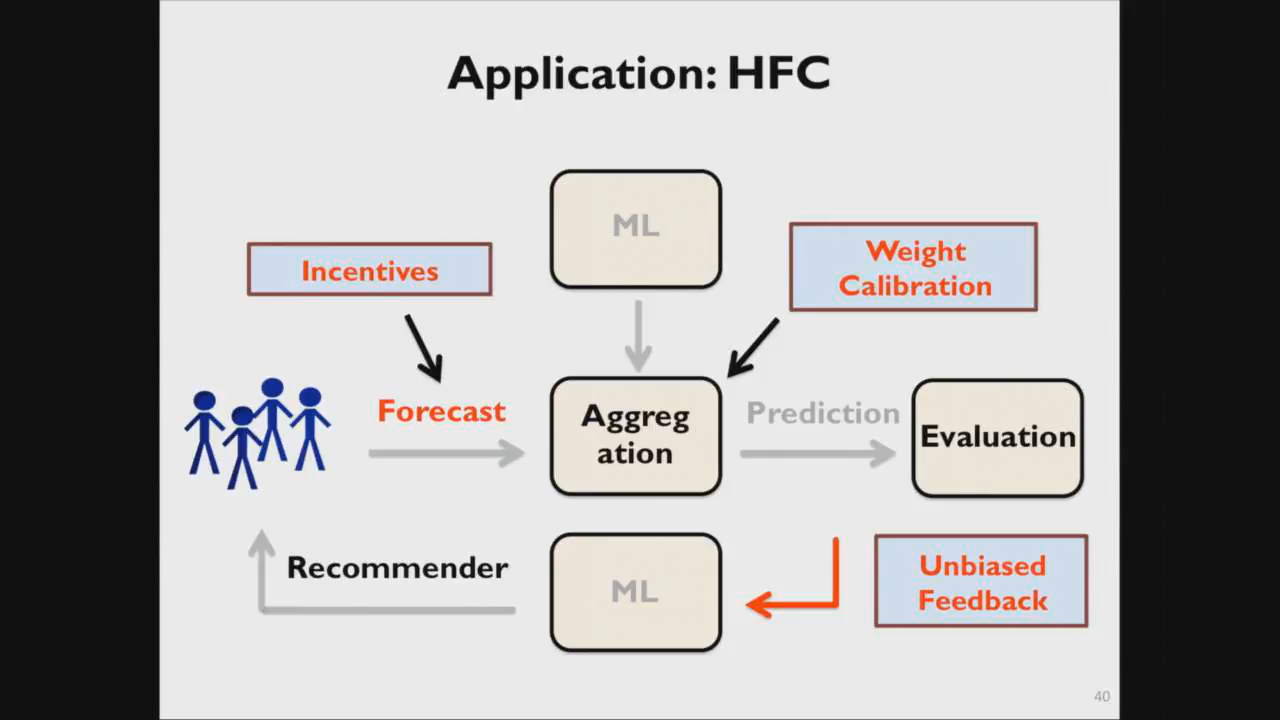 Application: HFC
ML
Incentives
Weight
Calibration
Forecast
Aggreg
ation
Prediction
Evaluation
Recommender
ML
Unbiased
Feedback
40